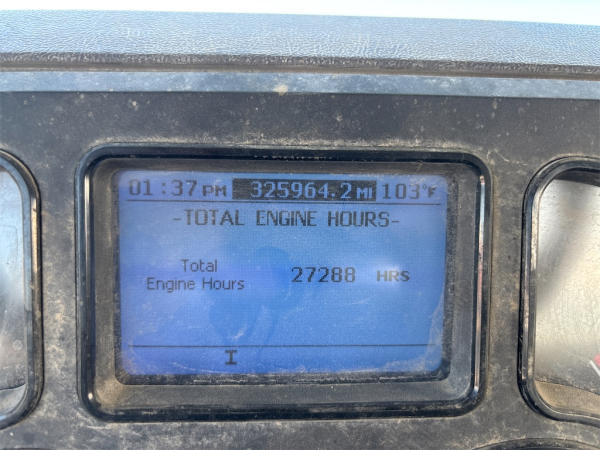 01:37 PM 325964.2 MI 103°F
-TOTAL ENGINE HOURS-
Total
Engine Hours 27288 HRS
I